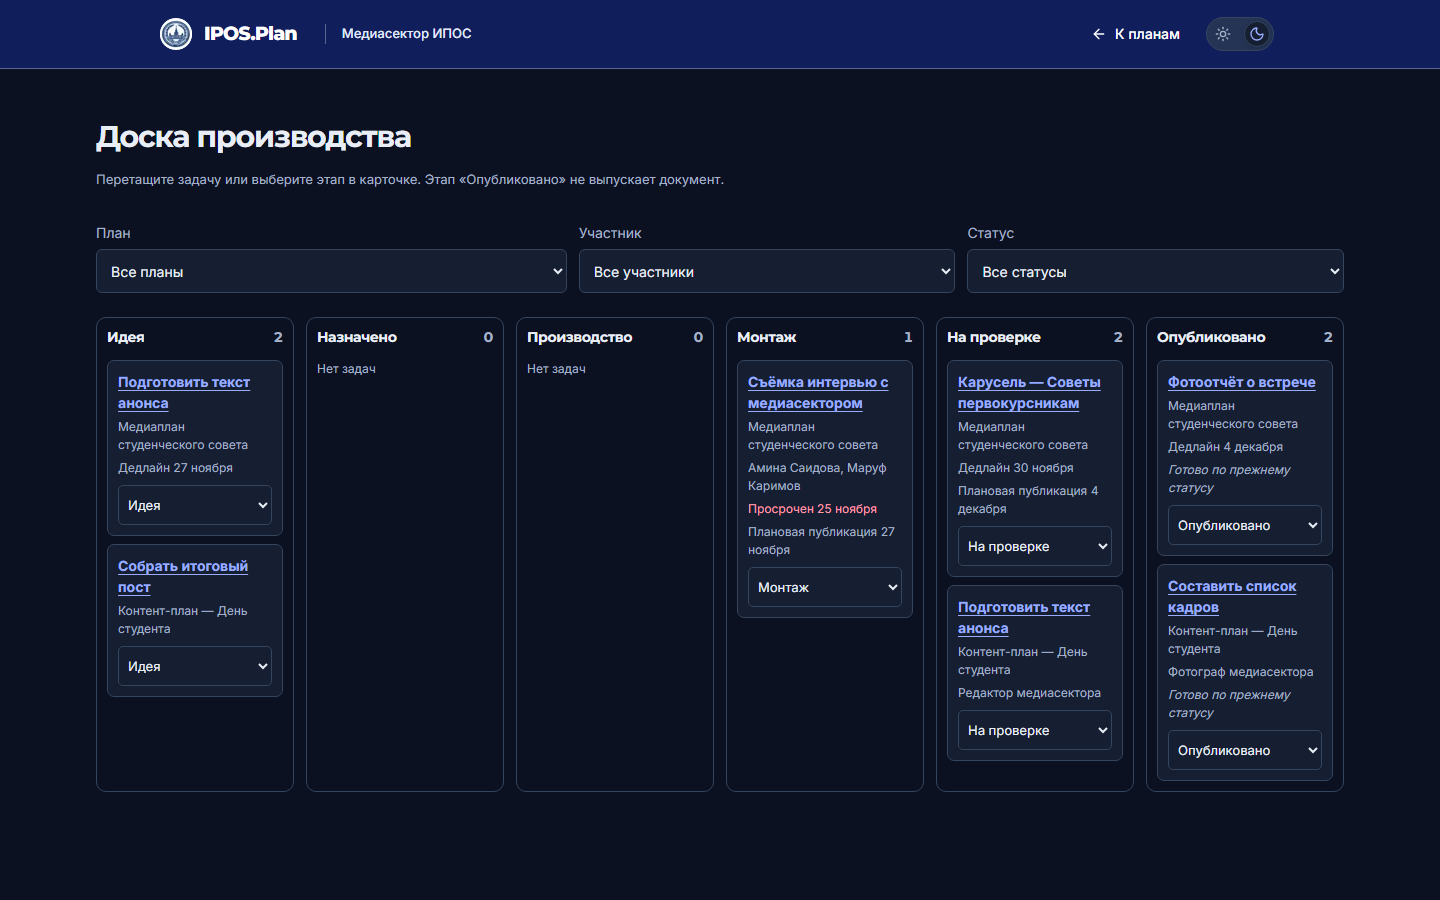 IPOS.Plan
Медиасектор ИПОС
К планам
Доска производства
Перетащите задачу или выберите этап в карточке. Этап «Опубликовано» не выпускает документ.
План
Участник
Статус
Все планы
Все участники
Все статусы
Идея 2
Подготовить текст
анонса
Медиаплан
студенческого совета
Дедлайн 27 ноября
Идея
Собрать итоговый
пост
Контент-план — День
студента
Идея
Назначено 0
Нет задач
Производство 0
Нет задач
Монтаж 1
Съёмка интервью с
медиасектором
Медиаплан
студенческого совета
Амина Саидова, Маруф
Каримов
Просрочен 25 ноября
Плановая публикация 27
ноября
Монтаж
На проверке 2
Карусель — Советы
первокурсникам
Медиаплан
студенческого совета
Дедлайн 30 ноября
Плановая публикация 4
декабря
На проверке
Подготовить текст
анонса
Контент-план — День
студента
Редактор медиасектора
На проверке
Опубликовано 2
Фотоотчёт о встрече
Медиаплан
студенческого совета
Дедлайн 4 декабря
Готово по прежнему
статусу
Опубликовано
Составить список
кадров
Контент-план — День
студента
Фотограф медиасектора
Готово по прежнему
статусу
Опубликовано